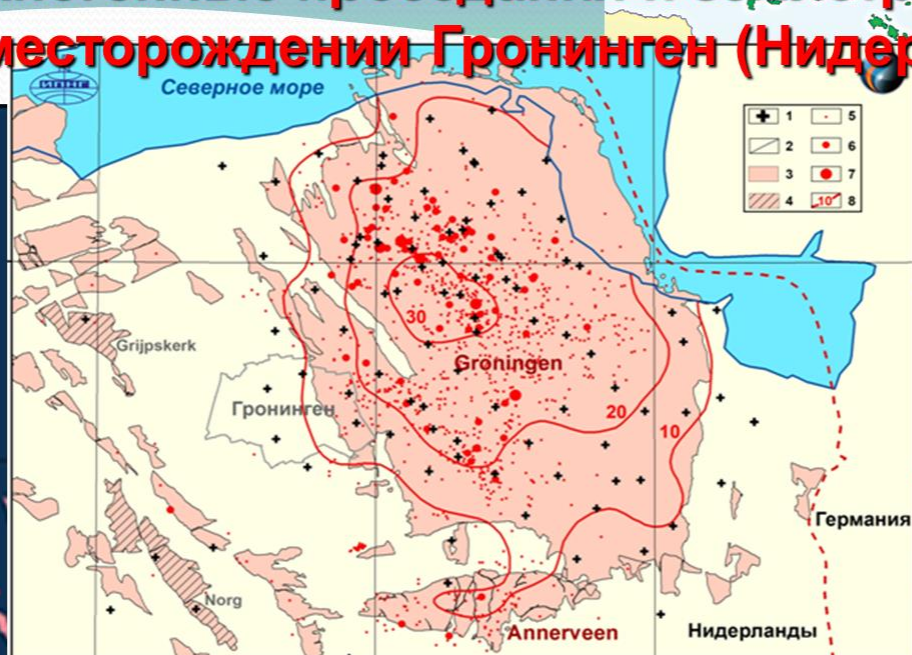 месторождении Гронинген (Нидер
ИПНГ
Северное море
1 5
2 6
3 7
4 10 8
30
Grijpskerk
Groningen
Гронинген
20
10
Германия
Norg
Annerveen
Нидерланды